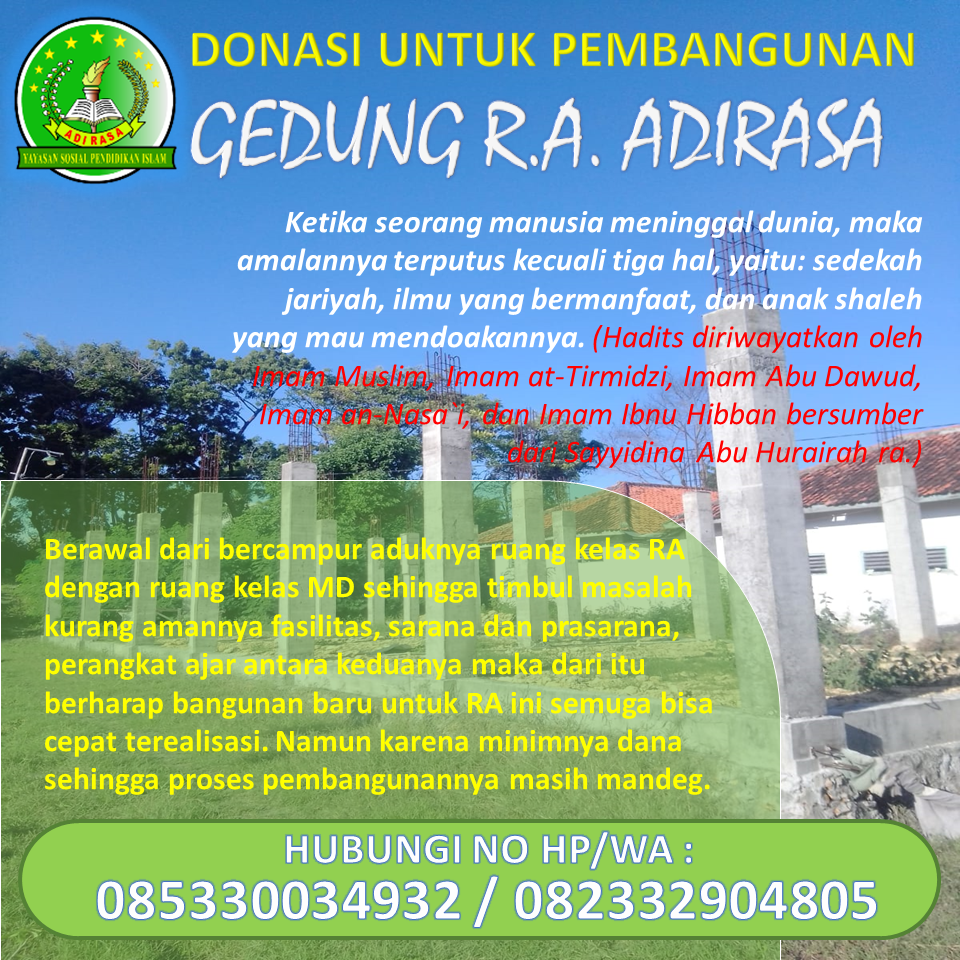 ADI RASA
YAYASAN SOSIAL PENDIDIKAN ISLAM
DONASI UNTUK PEMBANGUNAN
GEDUNG R.A. ADIRASA
Ketika seorang manusia meninggal dunia, maka
amalannya terputus kecuali tiga hal, yaitu: sedekah
jariyah, ilmu yang bermanfaat, dan anak shaleh
yang mau mendoakannya. (Hadits diriwayatkan oleh
Imam Muslim, Imam at-Tirmidzi, Imam Abu Dawud,
Imam an-Nasa`i, dan Imam Ibnu Hibban bersumber
dari Sayyidina Abu Hurairah ra.)
Berawal dari bercampur aduknya ruang kelas RA
dengan ruang kelas MD sehingga timbul masalah
kurang amannya fasilitas, sarana dan prasarana,
perangkat ajar antara keduanya maka dari itu
berharap bangunan baru untuk RA ini semuga bisa
cepat terealisasi. Namun karena minimnya dana
sehingga proses pembangunannya masih mandeg.
HUBUNGI NO HP/WA :
085330034932 / 082332904805